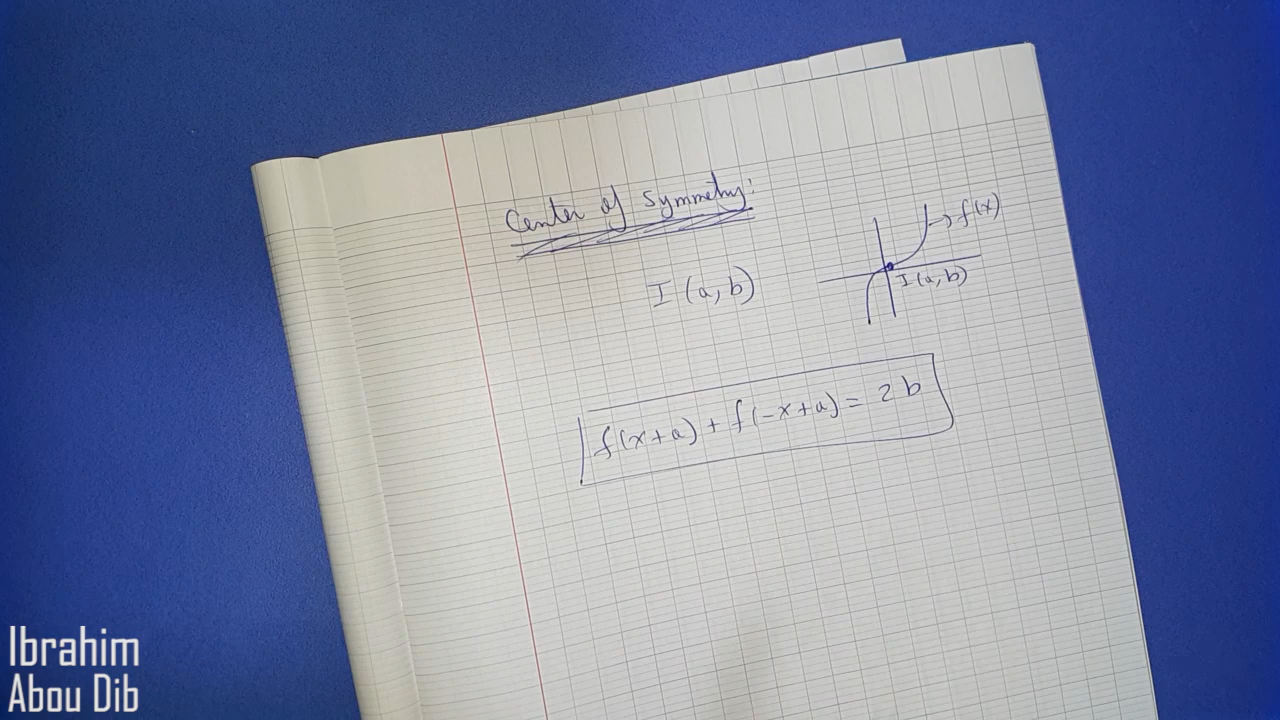 Center of Symmetry:
I (a, b)
→ f(x)
I (a, b)
f(x+a) + f(-x+a) = 2b
Ibrahim
Abou Dib